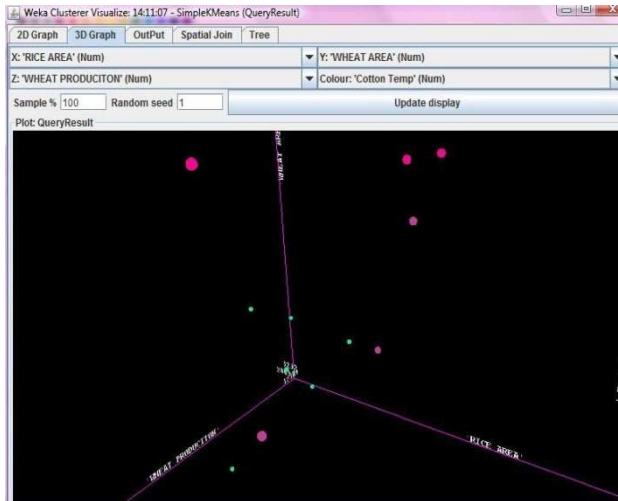 Weka Clusterer Visualize: 14:11:07 - SimpleKMeans (QueryResult)
2D Graph 3D Graph OutPut Spatial Join Tree
X: 'RICE AREA' (Num) Y: 'WHEAT AREA' (Num)
Z: 'WHEAT PRODUCITON' (Num) Colour: 'Cotton Temp' (Num)
Sample % 100 Random seed 1 Update display
Plot: QueryResult
'WHEAT ARE
'WHEAT PRODUCITON'
'RICE AREA'